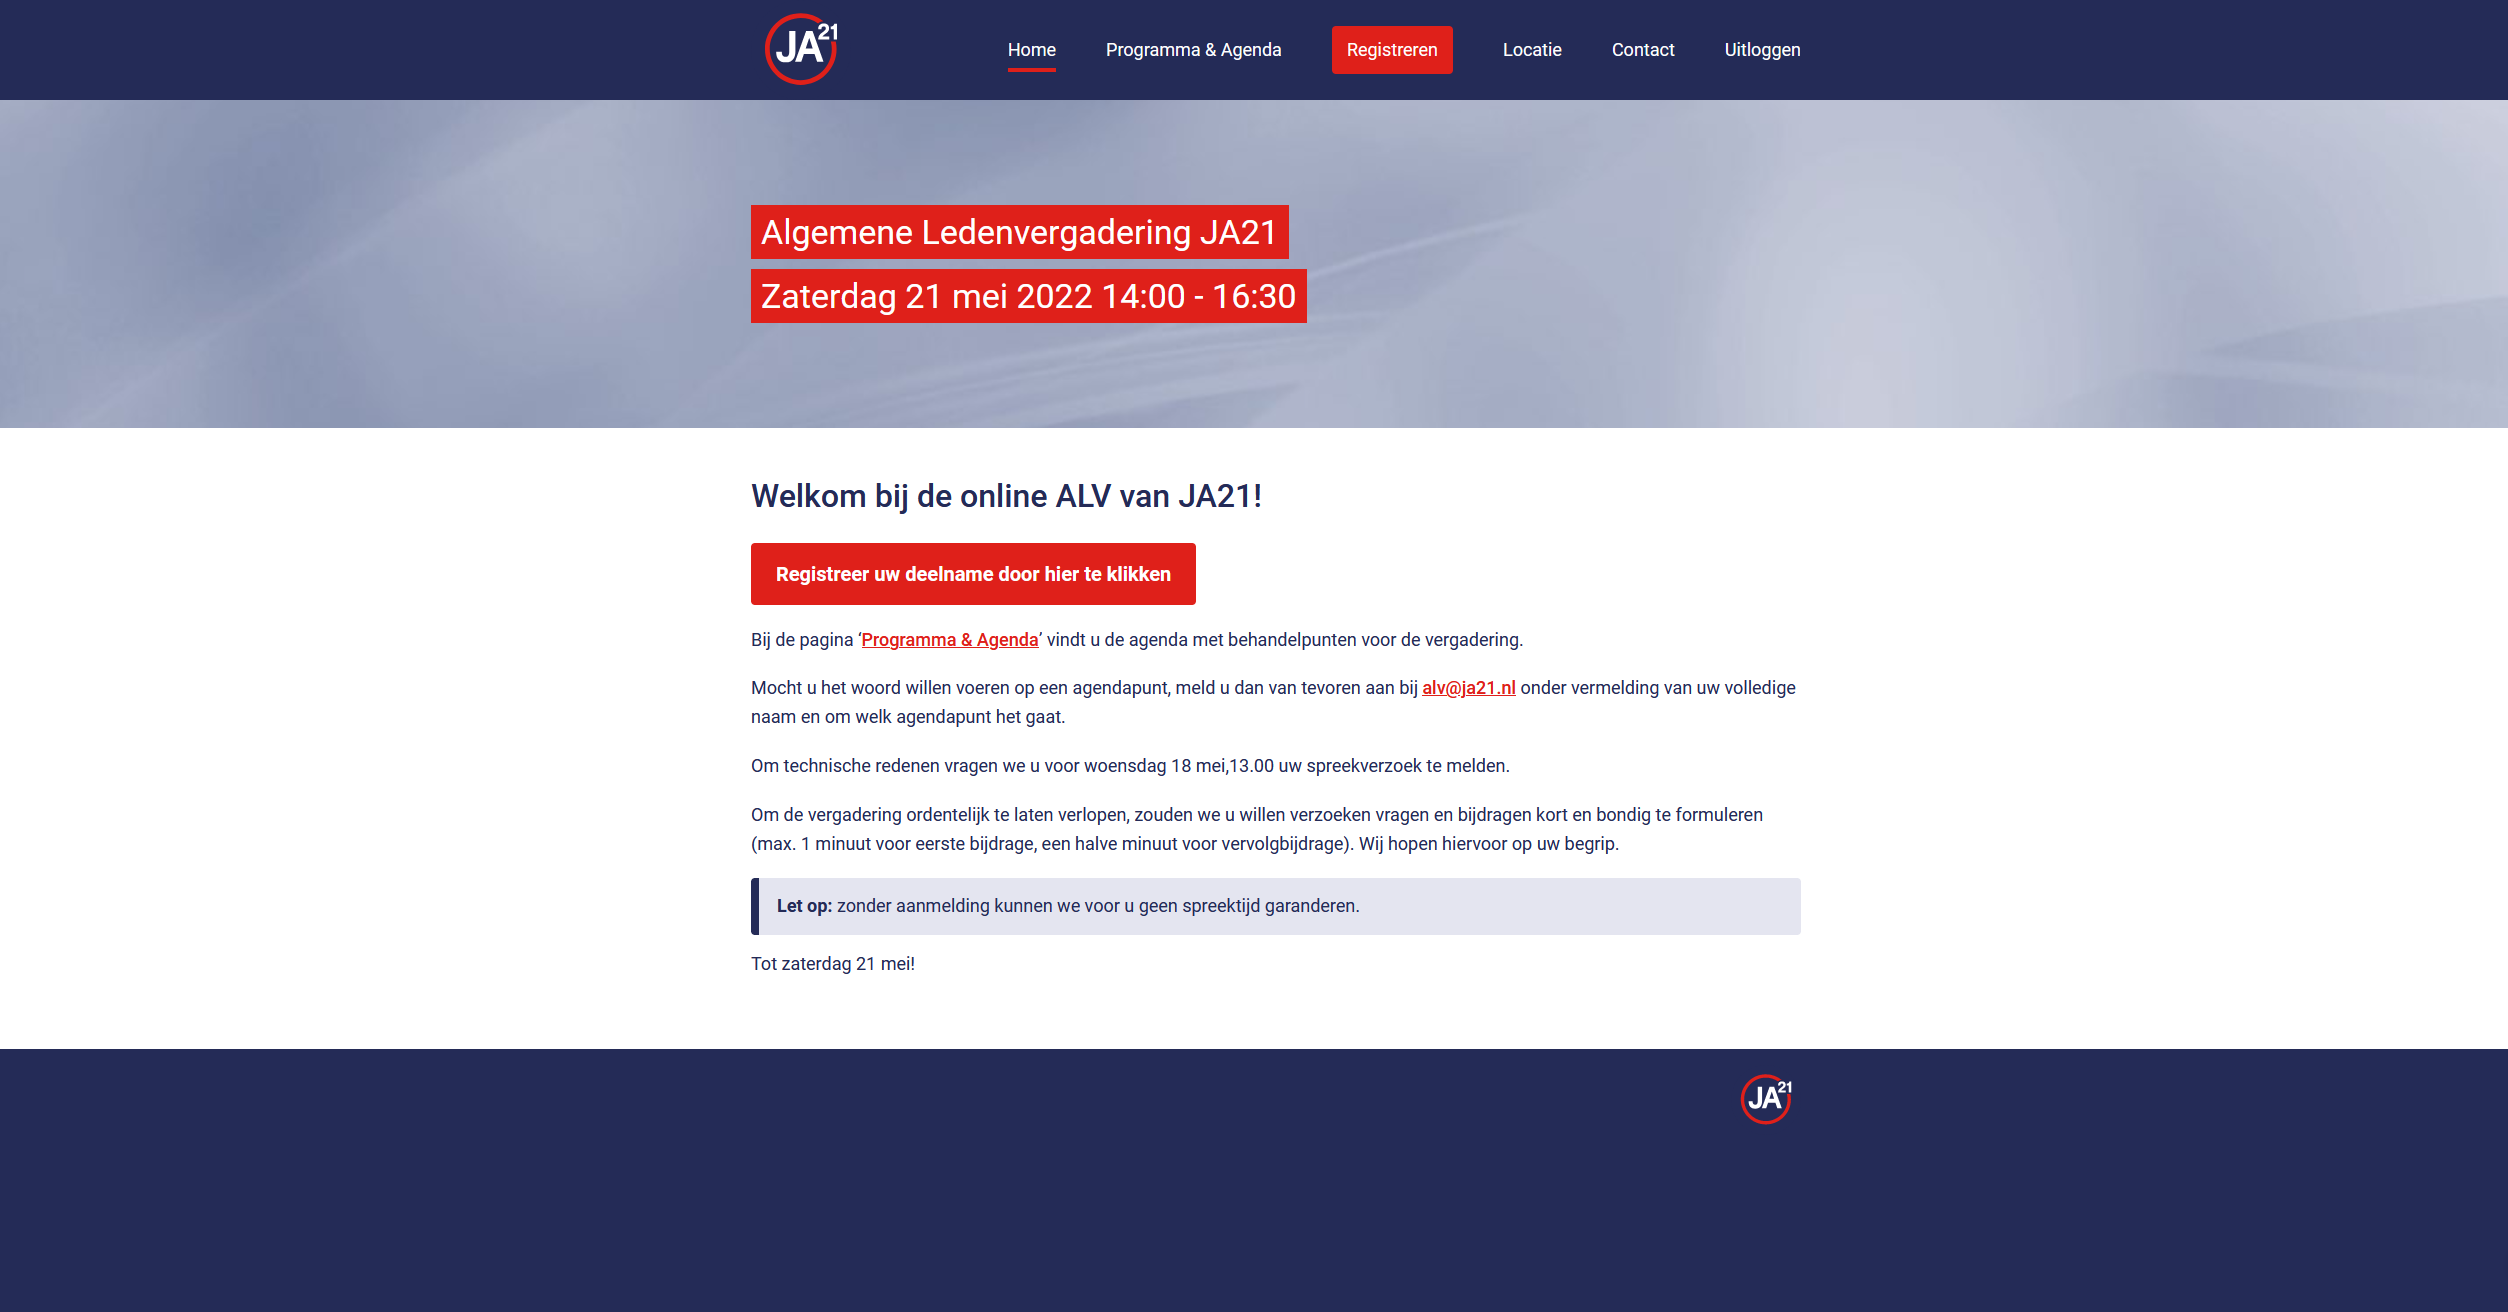 JA21
Home
Programma & Agenda
Registreren
Locatie
Contact
Uitloggen
Algemene Ledenvergadering JA21
Zaterdag 21 mei 2022 14:00 - 16:30
Welkom bij de online ALV van JA21!
Registreer uw deelname door hier te klikken
Bij de pagina ‘Programma & Agenda’ vindt u de agenda met behandelpunten voor de vergadering.
Mocht u het woord willen voeren op een agendapunt, meld u dan van tevoren aan bij alv@ja21.nl onder vermelding van uw volledige
naam en om welk agendapunt het gaat.
Om technische redenen vragen we u voor woensdag 18 mei,13.00 uw spreekverzoek te melden.
Om de vergadering ordentelijk te laten verlopen, zouden we u willen verzoeken vragen en bijdragen kort en bondig te formuleren
(max. 1 minuut voor eerste bijdrage, een halve minuut voor vervolgbijdrage). Wij hopen hiervoor op uw begrip.
Let op: zonder aanmelding kunnen we voor u geen spreektijd garanderen.
Tot zaterdag 21 mei!
JA21